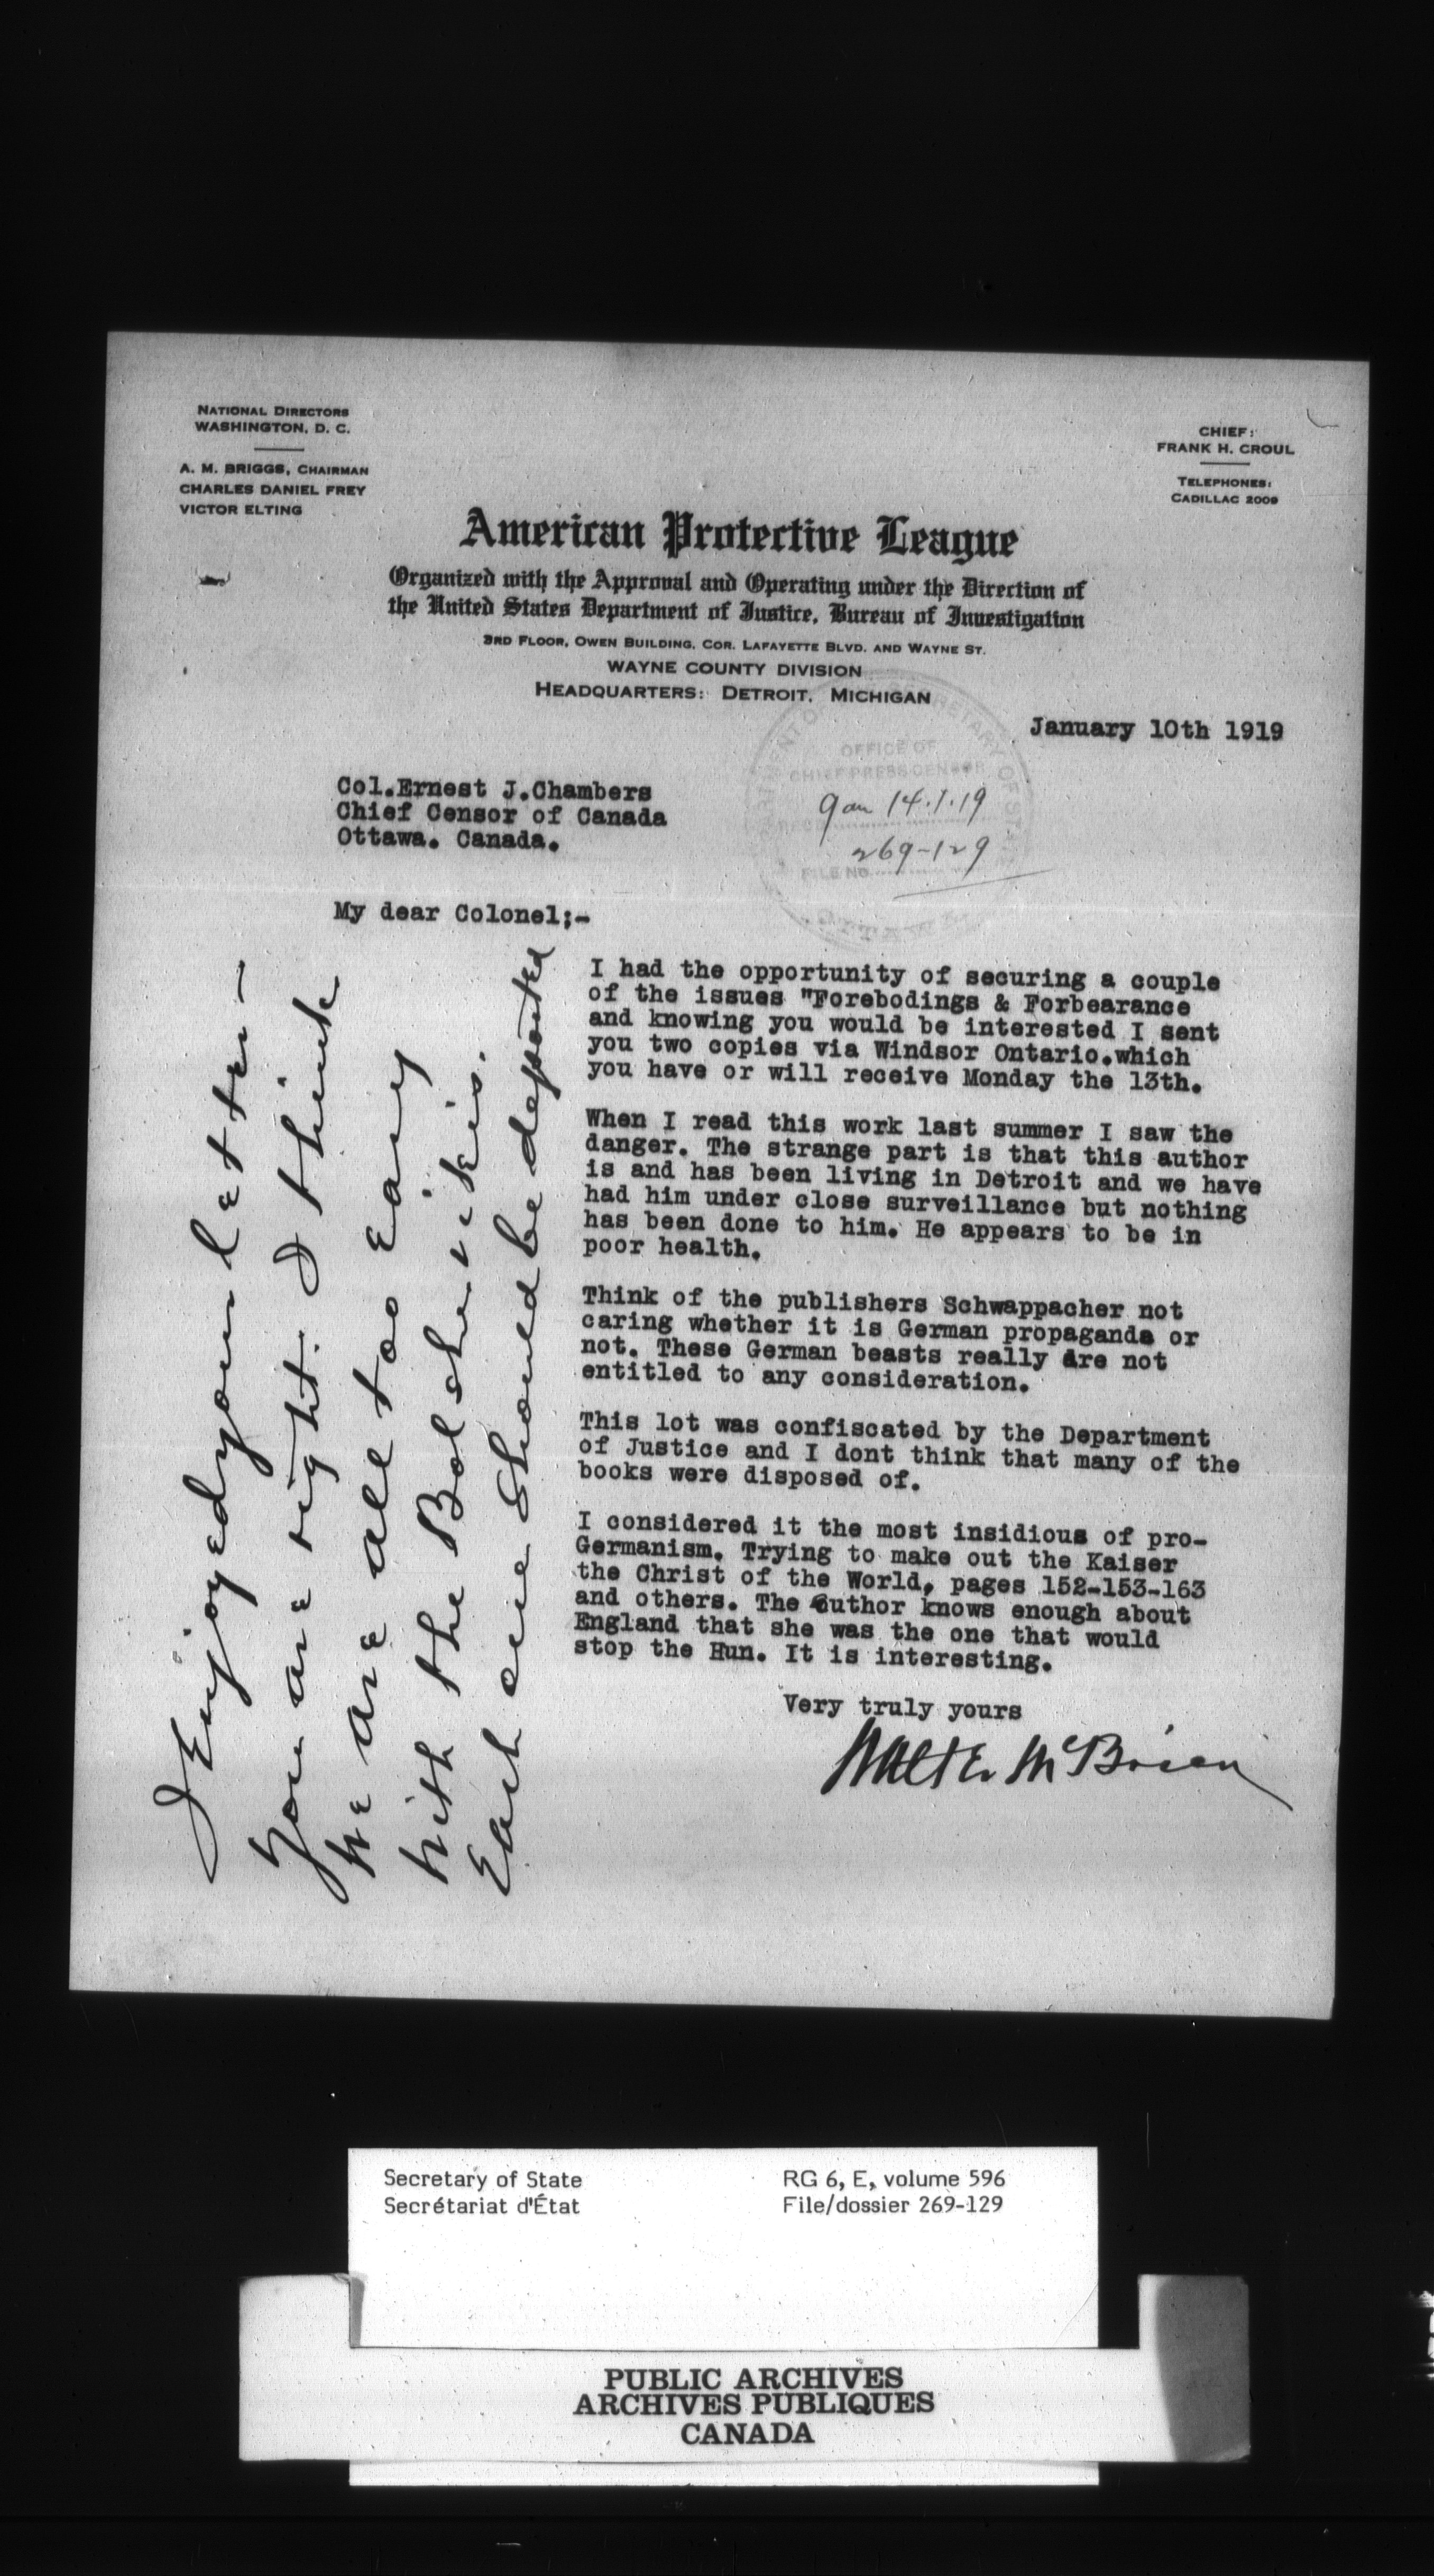 NATIONAL DIRECTORS
WASHINGTON, D. C.
A. M. BRIGGS, CHAIRMAN
CHARLES DANIEL FREY
VICTOR ELTING
CHIEF:
FRANK H. CROUL
TELEPHONES:
CADILLAC 2009
American Protective League
Organized with the Approval and Operating under the Direction of
the United States Department of Justice, Bureau of Investigation
3RD FLOOR, OWEN BUILDING, COR. LAFAYETTE BLVD. AND WAYNE ST.
WAYNE COUNTY DIVISION
HEADQUARTERS: DETROIT, MICHIGAN
January 10th 1919
OFFICE OF
CHIEF PRESS CENSOR
14.1.19
269-129
FILE NO
OTTAWA
Col.Ernest J.Chambers
Chief Censor of Canada
Ottawa. Canada.
My dear Colonel;-
I had the opportunity of securing a couple
of the issues "Forebodings & Forbearance
and knowing you would be interested I sent
you two copies via Windsor Ontario.which
you have or will receive Monday the 13th.
When I read this work last summer I saw the
danger. The strange part is that this author
is and has been living in Detroit and we have
had him under close surveillance but nothing
has been done to him. He appears to be in
poor health.
Think of the publishers Schwappacher not
caring whether it is German propaganda or
not. These German beasts really are not
entitled to any consideration.
This lot was confiscated by the Department
of Justice and I dont think that many of the
books were disposed of.
I considered it the most insidious of pro-
Germanism. Trying to make out the Kaiser
the Christ of the World, pages 152-153-163
and others. The author knows enough about
England that she was the one that would
stop the Hun. It is interesting.
Very truly yours
Walter McBrien
I Enjoyed your letter-
You are right. I think
We are all too Easy
With the Bolshevikis.
Each one should be deported
Secretary of State
Secrétariat d'État
RG 6, E, volume 596
File/dossier 269-129
PUBLIC ARCHIVES
ARCHIVES PUBLIQUES
CANADA